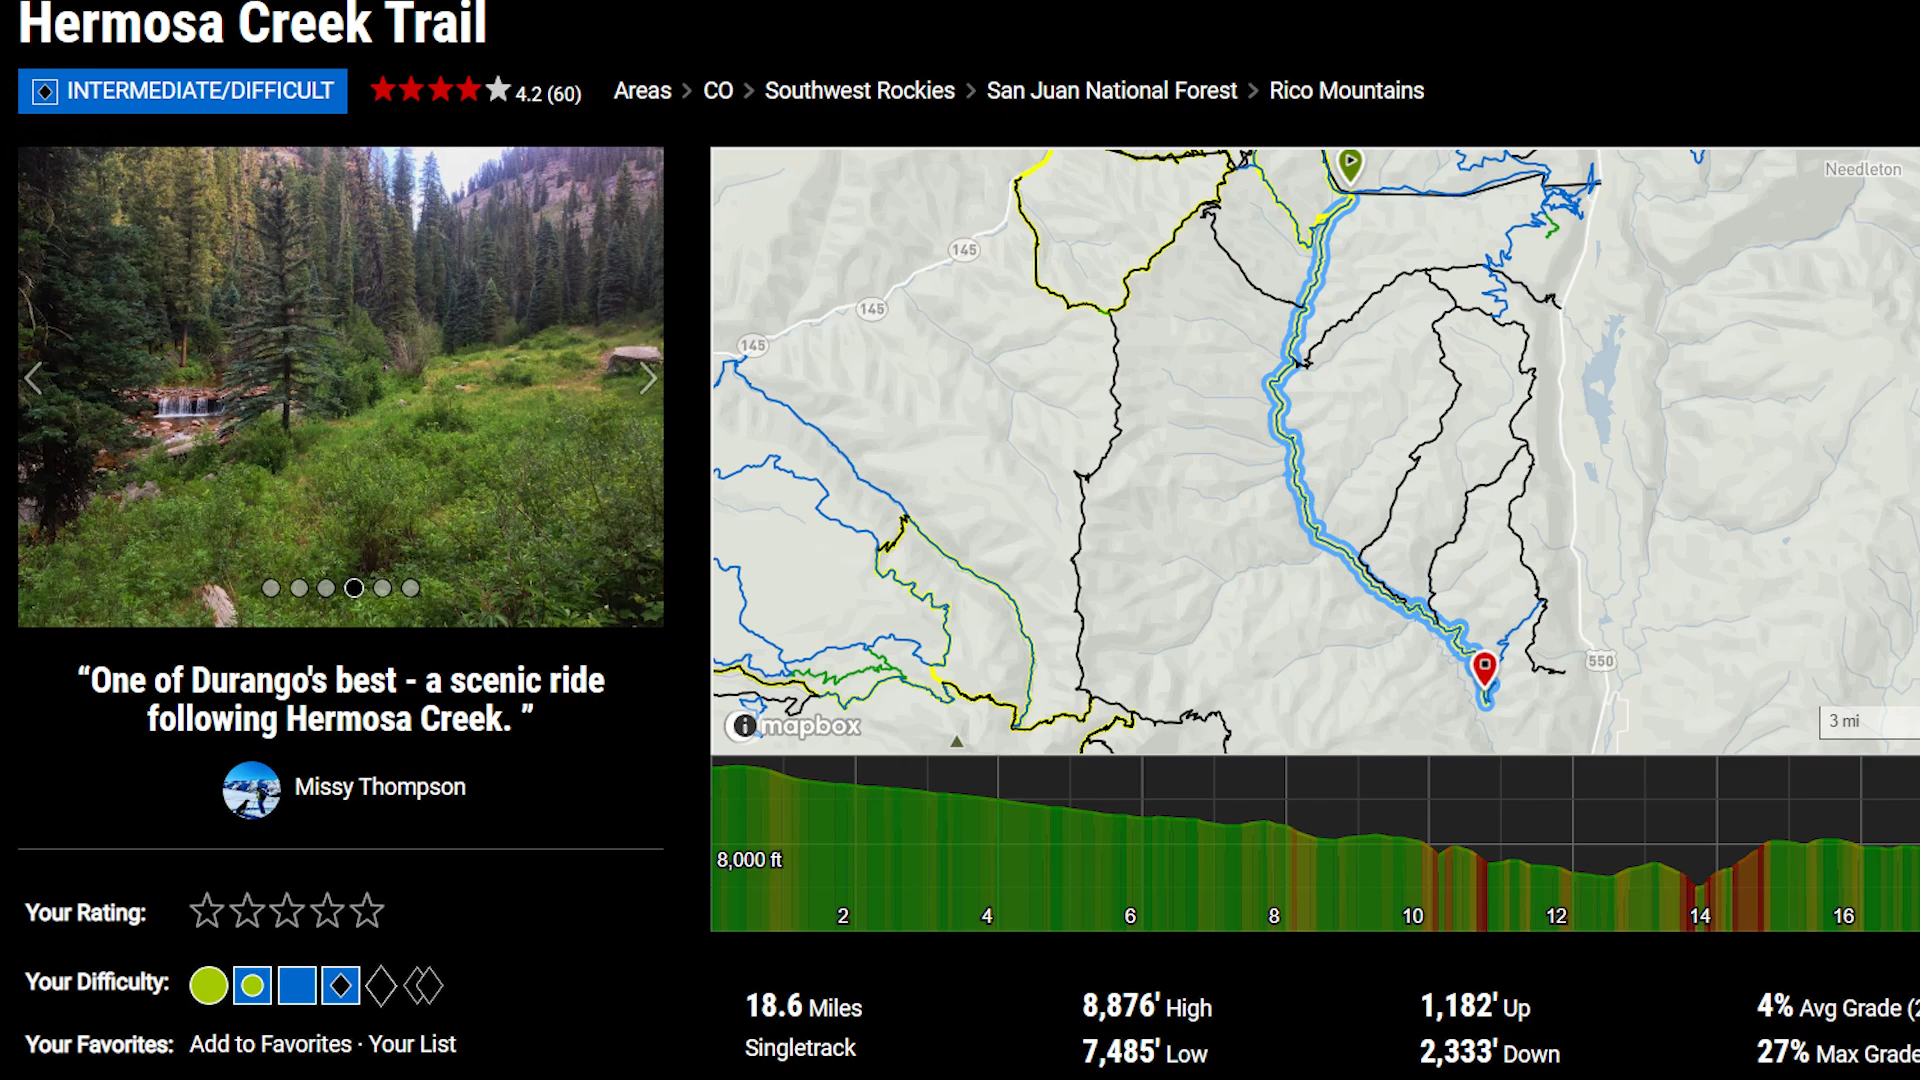 Hermosa Creek Trail
INTERMEDIATE/DIFFICULT
4.2 (60)
Areas > CO > Southwest Rockies > San Juan National Forest > Rico Mountains
Needleton
145
145
145
550
3 mi
mapbox
“One of Durango's best - a scenic ride
following Hermosa Creek. ”
Missy Thompson
8,000 ft
2 4 6 8 10 12 14 16
Your Rating:
Your Difficulty:
Your Favorites: Add to Favorites · Your List
18.6 Miles
Singletrack
8,876' High
7,485' Low
1,182' Up
2,333' Down
4% Avg Grade (2
27% Max Grade